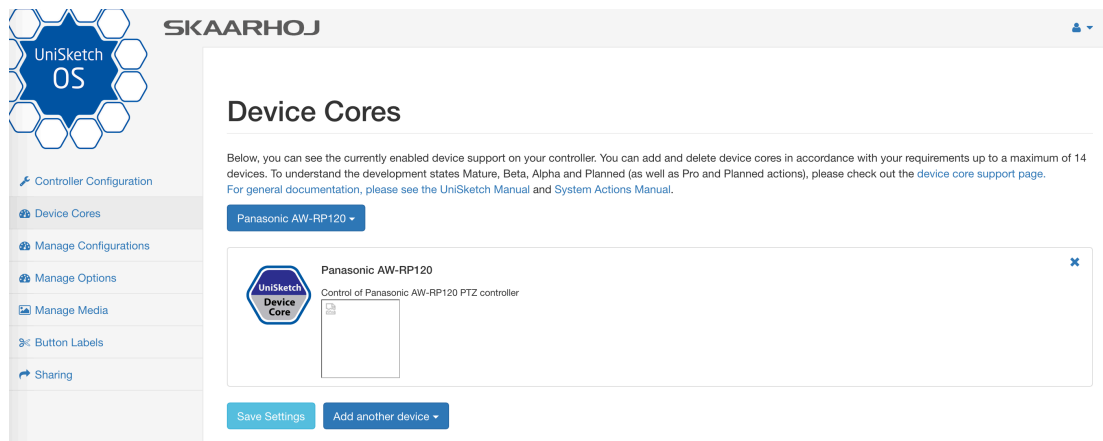 SKAARHOJ
UniSketch
OS
Controller Configuration
Device Cores
Manage Configurations
Manage Options
Manage Media
Button Labels
Sharing
Device Cores
Below, you can see the currently enabled device support on your controller. You can add and delete device cores in accordance with your requirements up to a maximum of 14
devices. To understand the development states Mature, Beta, Alpha and Planned (as well as Pro and Planned actions), please check out the device core support page.
For general documentation, please see the UniSketch Manual and System Actions Manual.
Panasonic AW-RP120
UniSketch
Device
Core
Panasonic AW-RP120
Control of Panasonic AW-RP120 PTZ controller
Save Settings
Add another device